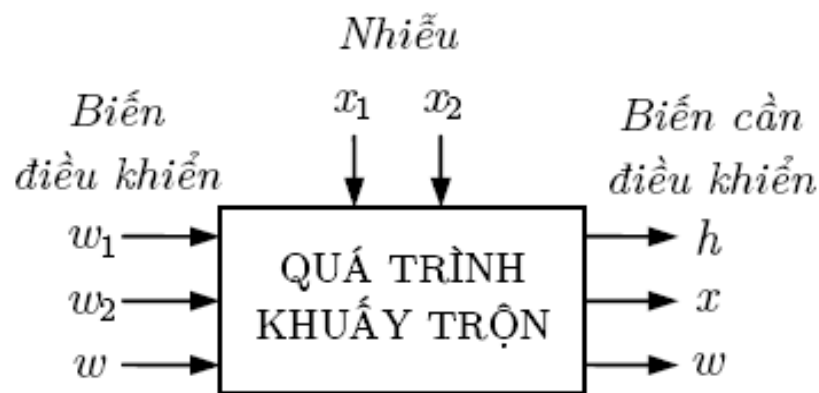 Nhiễu
x1 x2
Biến
điều khiển
Biến cần
điều khiển
w1
w2
w
QUÁ TRÌNH
KHUẤY TRỘN
h
x
w